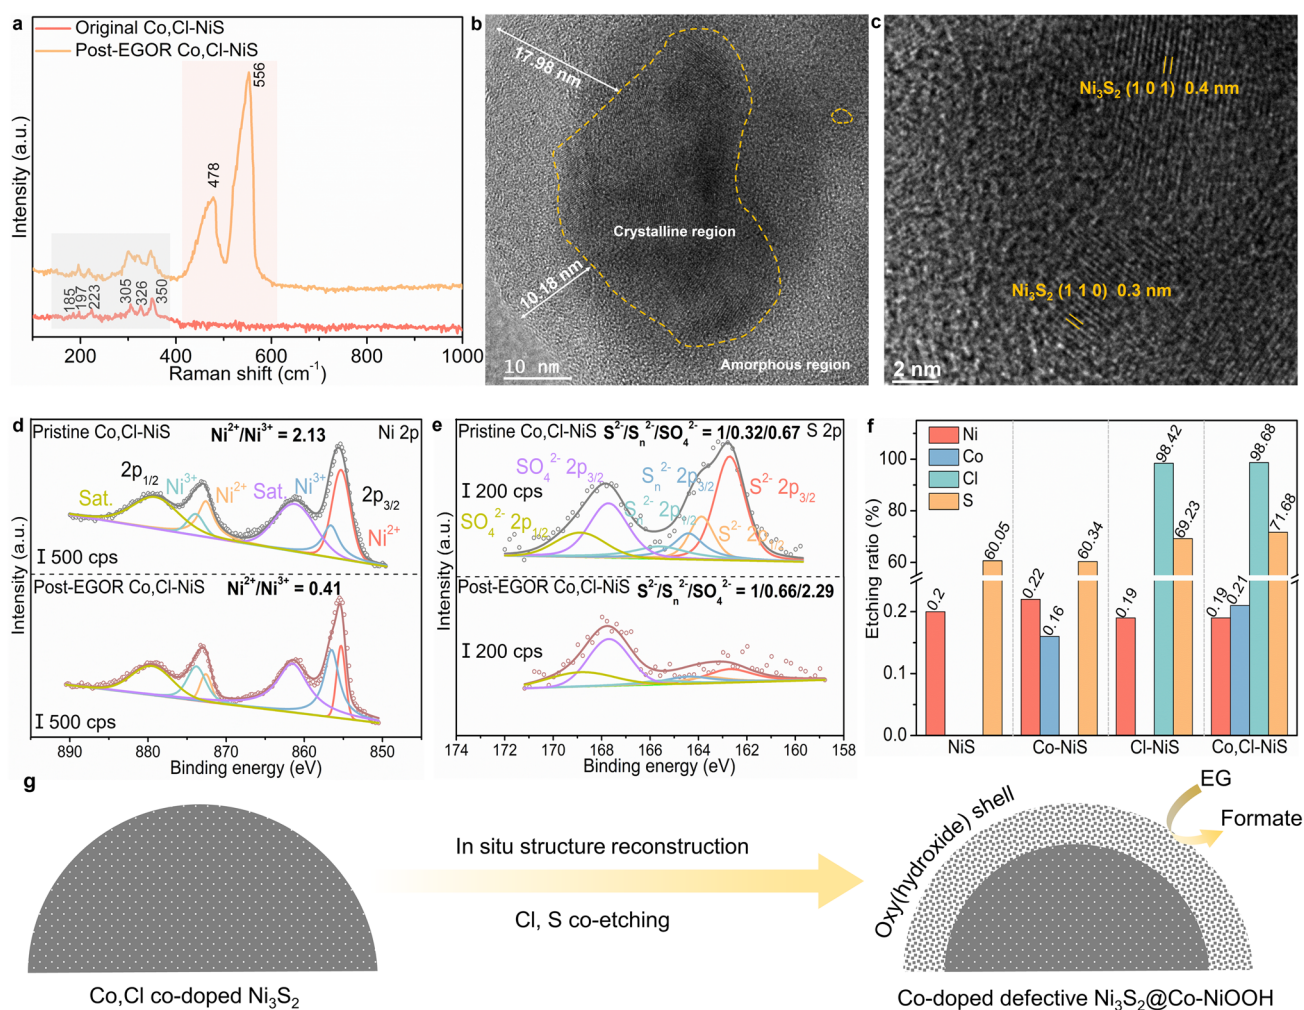 a
Original Co,Cl-NiS
Post-EGOR Co,Cl-NiS
556
478
185
197
223
305
326
350
Intensity (a.u.)
200 400 600 800 1000
Raman shift (cm⁻¹)
b
17.98 nm
Crystalline region
10.18 nm
Amorphous region
10 nm
c
Ni₃S₂ (1 0 1) 0.4 nm
Ni₃S₂ (1 1 0) 0.3 nm
2 nm
d
Pristine Co,Cl-NiS Ni²⁺/Ni³⁺ = 2.13 Ni 2p
2p₁/₂
Sat. Ni³⁺ Ni²⁺ Sat. Ni³⁺ 2p₃/₂
Ni²⁺
I 500 cps
Post-EGOR Co,Cl-NiS Ni²⁺/Ni³⁺ = 0.41
I 500 cps
Intensity (a.u.)
890 880 870 860 850
Binding energy (eV)
e
Pristine Co,Cl-NiS S²⁻/Sₙ²⁻/SO₄²⁻ = 1/0.32/0.67 S 2p
SO₄²⁻ 2p₃/₂ Sₙ²⁻ 2p₃/₂ S²⁻ 2p₃/₂
I 200 cps
SO₄²⁻ 2p₁/₂ S²⁻ 2p₁/₂ S²⁻ 2p₁/₂
Post-EGOR Co,Cl-NiS S²⁻/Sₙ²⁻/SO₄²⁻ = 1/0.66/2.29
I 200 cps
Intensity (a.u.)
174 172 170 168 166 164 162 160 158
Binding energy (eV)
f
Ni
Co
Cl
S
Etching ratio (%)
100
80
60
0.2
0.1
0.0
0.2 60.05 0.22 0.16 60.34 0.19 98.42 69.23 0.19 0.21 98.68 71.68
NiS Co-NiS Cl-NiS Co,Cl-NiS
g
In situ structure reconstruction
Cl, S co-etching
Co,Cl co-doped Ni₃S₂
Oxy(hydroxide) shell
EG
Formate
Co-doped defective Ni₃S₂@Co-NiOOH